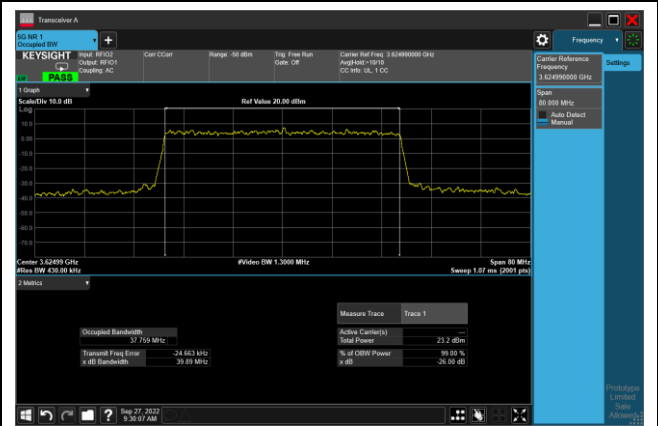 Transceiver A
5G NR 1
Occupied BW
Frequency
KEYSIGHT
Input: RFIO2
Output: RFIO1
Coupling: AC
Corr CCorr
Range: -50 dBm
Trig: Free Run
Gate: Off
Carrier Ref Freq: 3.624990000 GHz
Avg|Hold:>10/10
CC Info: UL, 1 CC
PASS
Carrier Reference
Frequency
3.624990000 GHz
Settings
Span
80.000 MHz
Auto Detect
Manual
1 Graph
Scale/Div 10.0 dB
Ref Value 20.00 dBm
Log
10.0
0.00
-10.0
-20.0
-30.0
-40.0
-50.0
-60.0
-70.0
Center 3.62499 GHz
#Video BW 1.3000 MHz
Span 80 MHz
#Res BW 430.00 kHz
Sweep 1.07 ms (2001 pts)
2 Metrics
Measure Trace
Trace 1
Occupied Bandwidth
37.759 MHz
Active Carrier(s)
---
Total Power
23.2 dBm
Transmit Freq Error
-24.663 kHz
x dB Bandwidth
39.89 MHz
% of OBW Power
99.00 %
x dB
-26.00 dB
Sep 27, 2022
9:30:07 AM
Prototype
Limited
Sale
Allowed